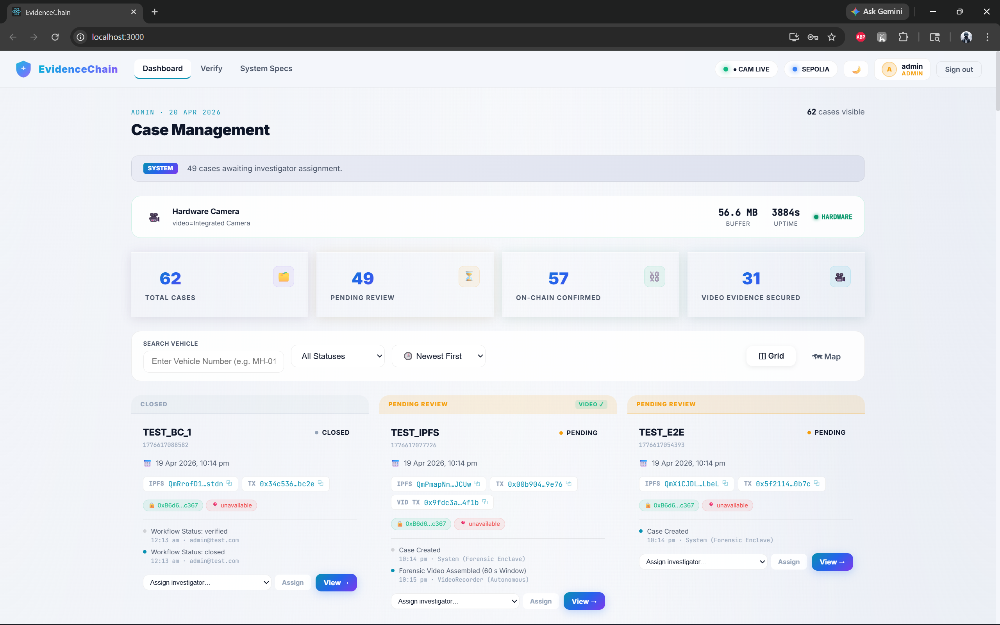 EvidenceChain
Ask Gemini
localhost:3000
ABP
EvidenceChain
Dashboard
Verify
System Specs
● CAM LIVE
SEPOLIA
A
admin
ADMIN
Sign out
ADMIN · 20 APR 2026
62 cases visible
Case Management
SYSTEM
49 cases awaiting investigator assignment.
Hardware Camera
video=Integrated Camera
56.6 MB
BUFFER
3884s
UPTIME
HARDWARE
62
TOTAL CASES
49
PENDING REVIEW
57
ON-CHAIN CONFIRMED
31
VIDEO EVIDENCE SECURED
SEARCH VEHICLE
Enter Vehicle Number (e.g. MH-01
All Statuses
Newest First
Grid
Map
CLOSED
TEST_BC_1
CLOSED
1776617088582
19 Apr 2026, 10:14 pm
IPFS QmRrofD1…stdn
TX 0x34c536…bc2e
0xB6d6...c367
unavailable
Workflow Status: verified
12:13 am · admin@test.com
Workflow Status: closed
12:13 am · admin@test.com
Assign investigator…
Assign
View →
PENDING REVIEW
VIDEO ✓
TEST_IPFS
PENDING
1776617077726
19 Apr 2026, 10:14 pm
IPFS QmPmapNn…JCUw
TX 0x00b904…9e76
VID TX 0x9fdc3a…4f1b
0xB6d6...c367
unavailable
Case Created
10:14 pm · System (Forensic Enclave)
Forensic Video Assembled (60 s Window)
10:15 pm · VideoRecorder (Autonomous)
Assign investigator…
Assign
View →
PENDING REVIEW
TEST_E2E
PENDING
1776617054393
19 Apr 2026, 10:14 pm
IPFS QmXiCJDL…LbeL
TX 0x5f2114…0b7c
0xB6d6...c367
unavailable
Case Created
10:14 pm · System (Forensic Enclave)
Assign investigator…
Assign
View →